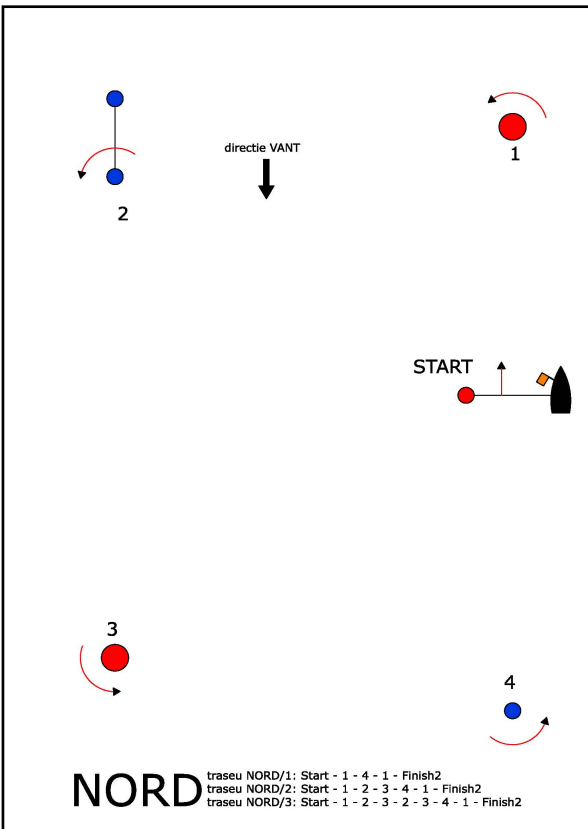 directie VANT
1
2
START
3
4
NORD
traseu NORD/1: Start - 1 - 4 - 1 - Finish2
traseu NORD/2: Start - 1 - 2 - 3 - 4 - 1 - Finish2
traseu NORD/3: Start - 1 - 2 - 3 - 2 - 3 - 4 - 1 - Finish2